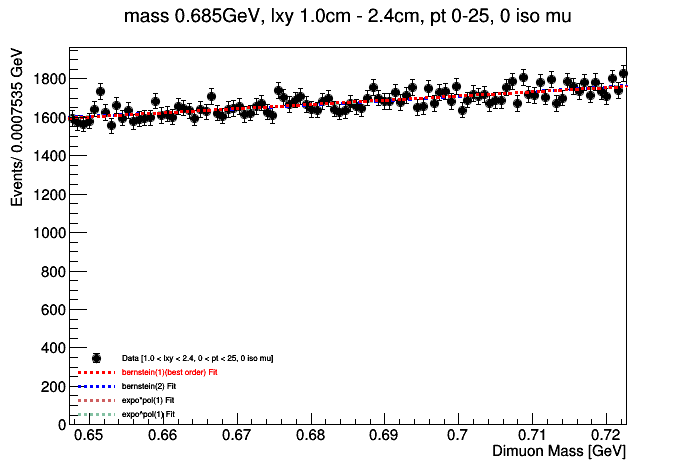 mass 0.685GeV, lxy 1.0cm - 2.4cm, pt 0-25, 0 iso mu
Events/ 0.0007535 GeV
1800
1600
1400
1200
1000
800
600
400
200
0
Data [1.0 < lxy < 2.4, 0 < pt < 25, 0 iso mu]
bernstein(1)(best order) Fit
bernstein(2) Fit
expo*pol(1) Fit
expo^pol(1) Fit
0.65 0.66 0.67 0.68 0.69 0.7 0.71 0.72
Dimuon Mass [GeV]